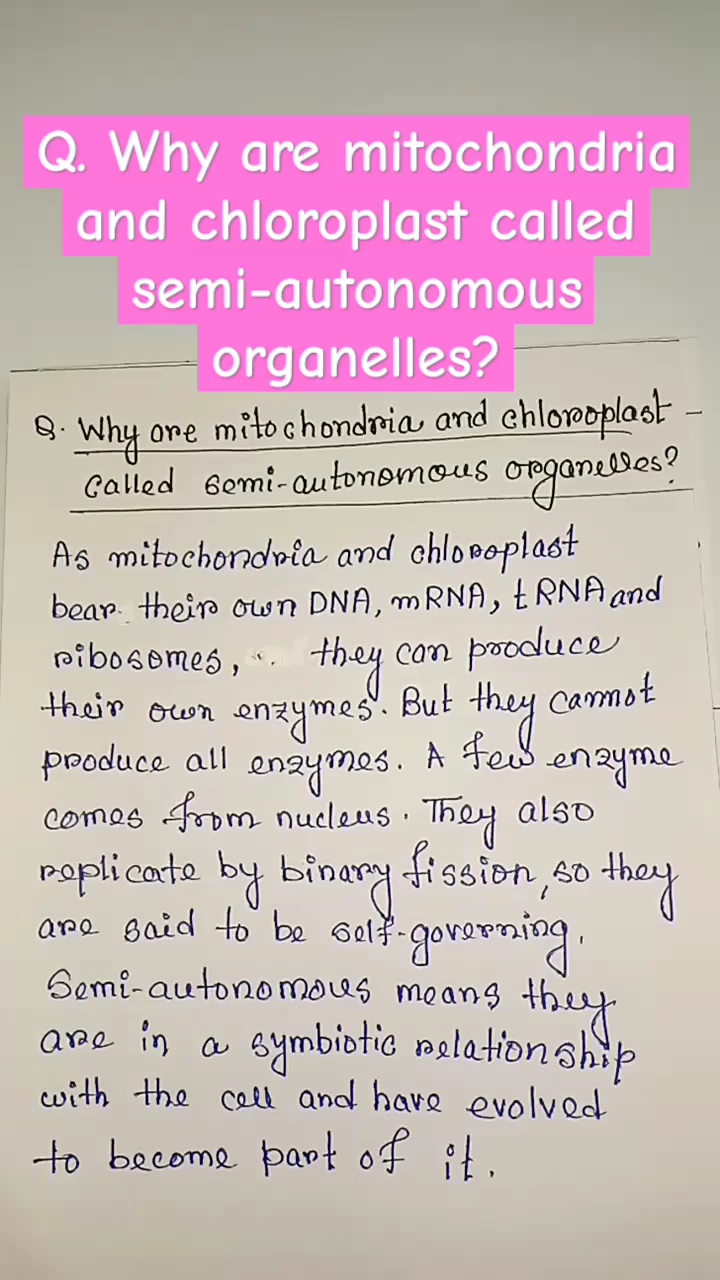 Q. Why are mitochondria
and chloroplast called
semi-autonomous
organelles?
Q. Why are mitochondria and chloroplast -
called semi-autonomous organelles?
As mitochondria and chloroplast
bear their own DNA, mRNA, tRNA and
ribosomes, they can produce
their own enzymes. But they cannot
produce all enzymes. A few enzyme
comes from nucleus. They also
replicate by binary fission, so they
are said to be self-governing.
Semi-autonomous means they
are in a symbiotic relationship
with the cell and have evolved
to become part of it.